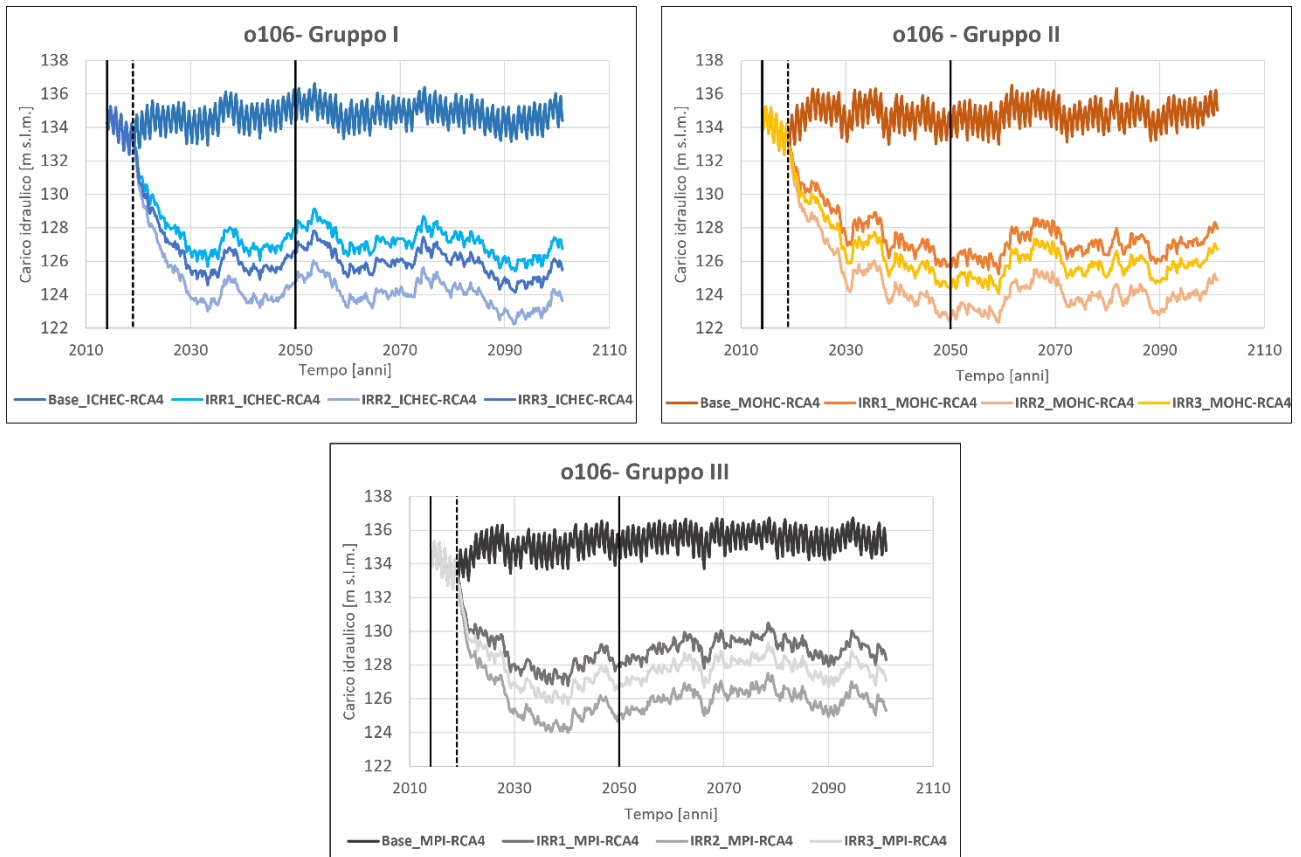 o106- Gruppo I
138
136
134
132
130
128
126
124
122
Carico idraulico [m s.l.m.]
2010 2030 2050 2070 2090 2110
Tempo [anni]
Base_ICHEC-RCA4 IRR1_ICHEC-RCA4 IRR2_ICHEC-RCA4 IRR3_ICHEC-RCA4
o106 - Gruppo II
138
136
134
132
130
128
126
124
122
Carico idraulico [m s.l.m.]
2010 2030 2050 2070 2090 2110
Tempo [anni]
Base_MOHC-RCA4 IRR1_MOHC-RCA4 IRR2_MOHC-RCA4 IRR3_MOHC-RCA4
o106- Gruppo III
138
136
134
132
130
128
126
124
122
Carico idraulico [m s.l.m.]
2010 2030 2050 2070 2090 2110
Tempo [anni]
Base_MPI-RCA4 IRR1_MPI-RCA4 IRR2_MPI-RCA4 IRR3_MPI-RCA4